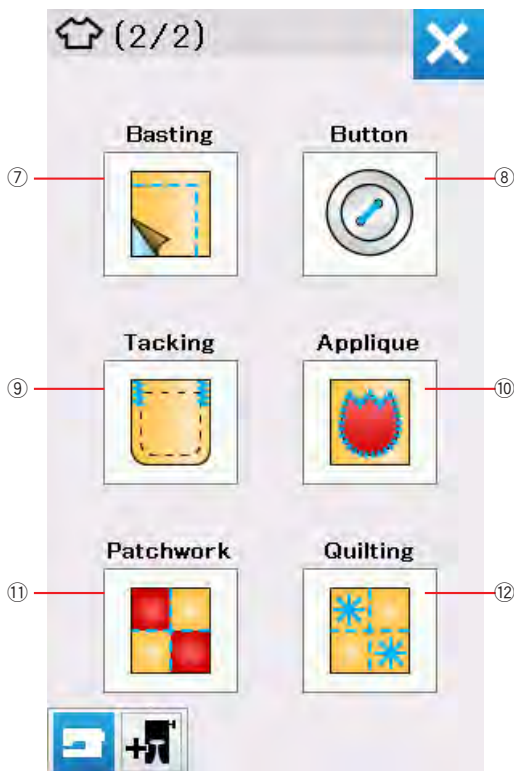 (2/2)
Basting Button
⑦ ⑧
Tacking Applique
⑨ ⑩
Patchwork Quilting
⑪ ⑫